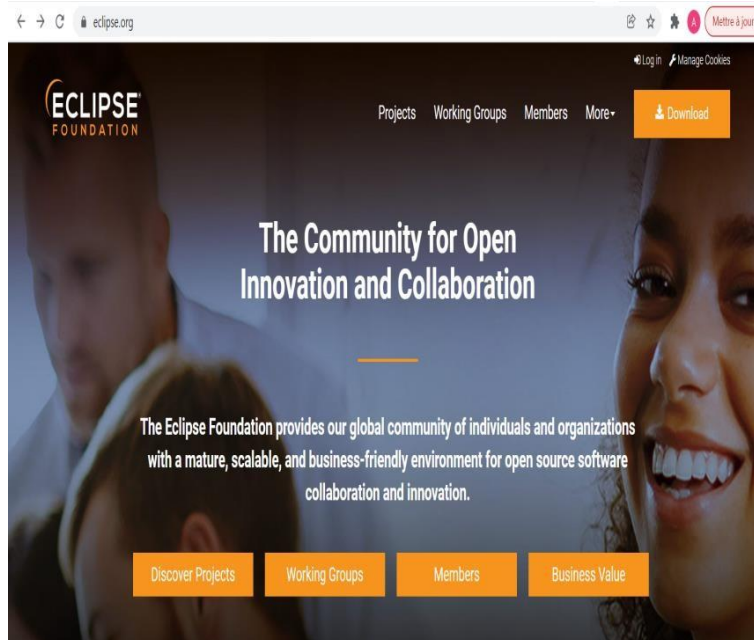 eclipse.org
A
Mettre à jour
Log in Manage Cookies
ECLIPSE
FOUNDATION
Projects Working Groups Members More
Download
The Community for Open
Innovation and Collaboration
The Eclipse Foundation provides our global community of individuals and organizations
with a mature, scalable, and business-friendly environment for open source software
collaboration and innovation.
Discover Projects Working Groups Members Business Value